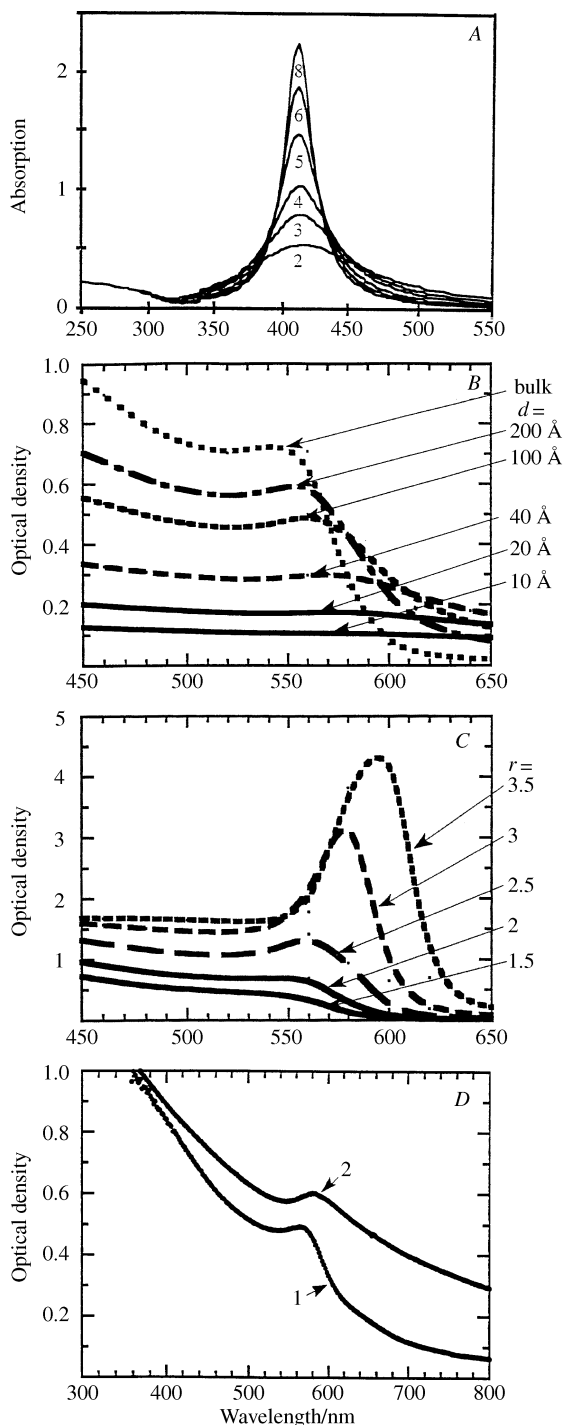 A
2
1
0
Absorption
8
6
5
4
3
2
250 300 350 400 450 500 550
B
1.0
0.8
0.6
0.4
0.2
Optical density
bulk
d =
200 Å
100 Å
40 Å
20 Å
10 Å
450 500 550 600 650
C
5
4
3
2
1
Optical density
r =
3.5
3
2.5
2
1.5
450 500 550 600 650
D
1.0
0.8
0.6
0.4
0.2
Optical density
2
1
300 400 500 600 700 800
Wavelength/nm